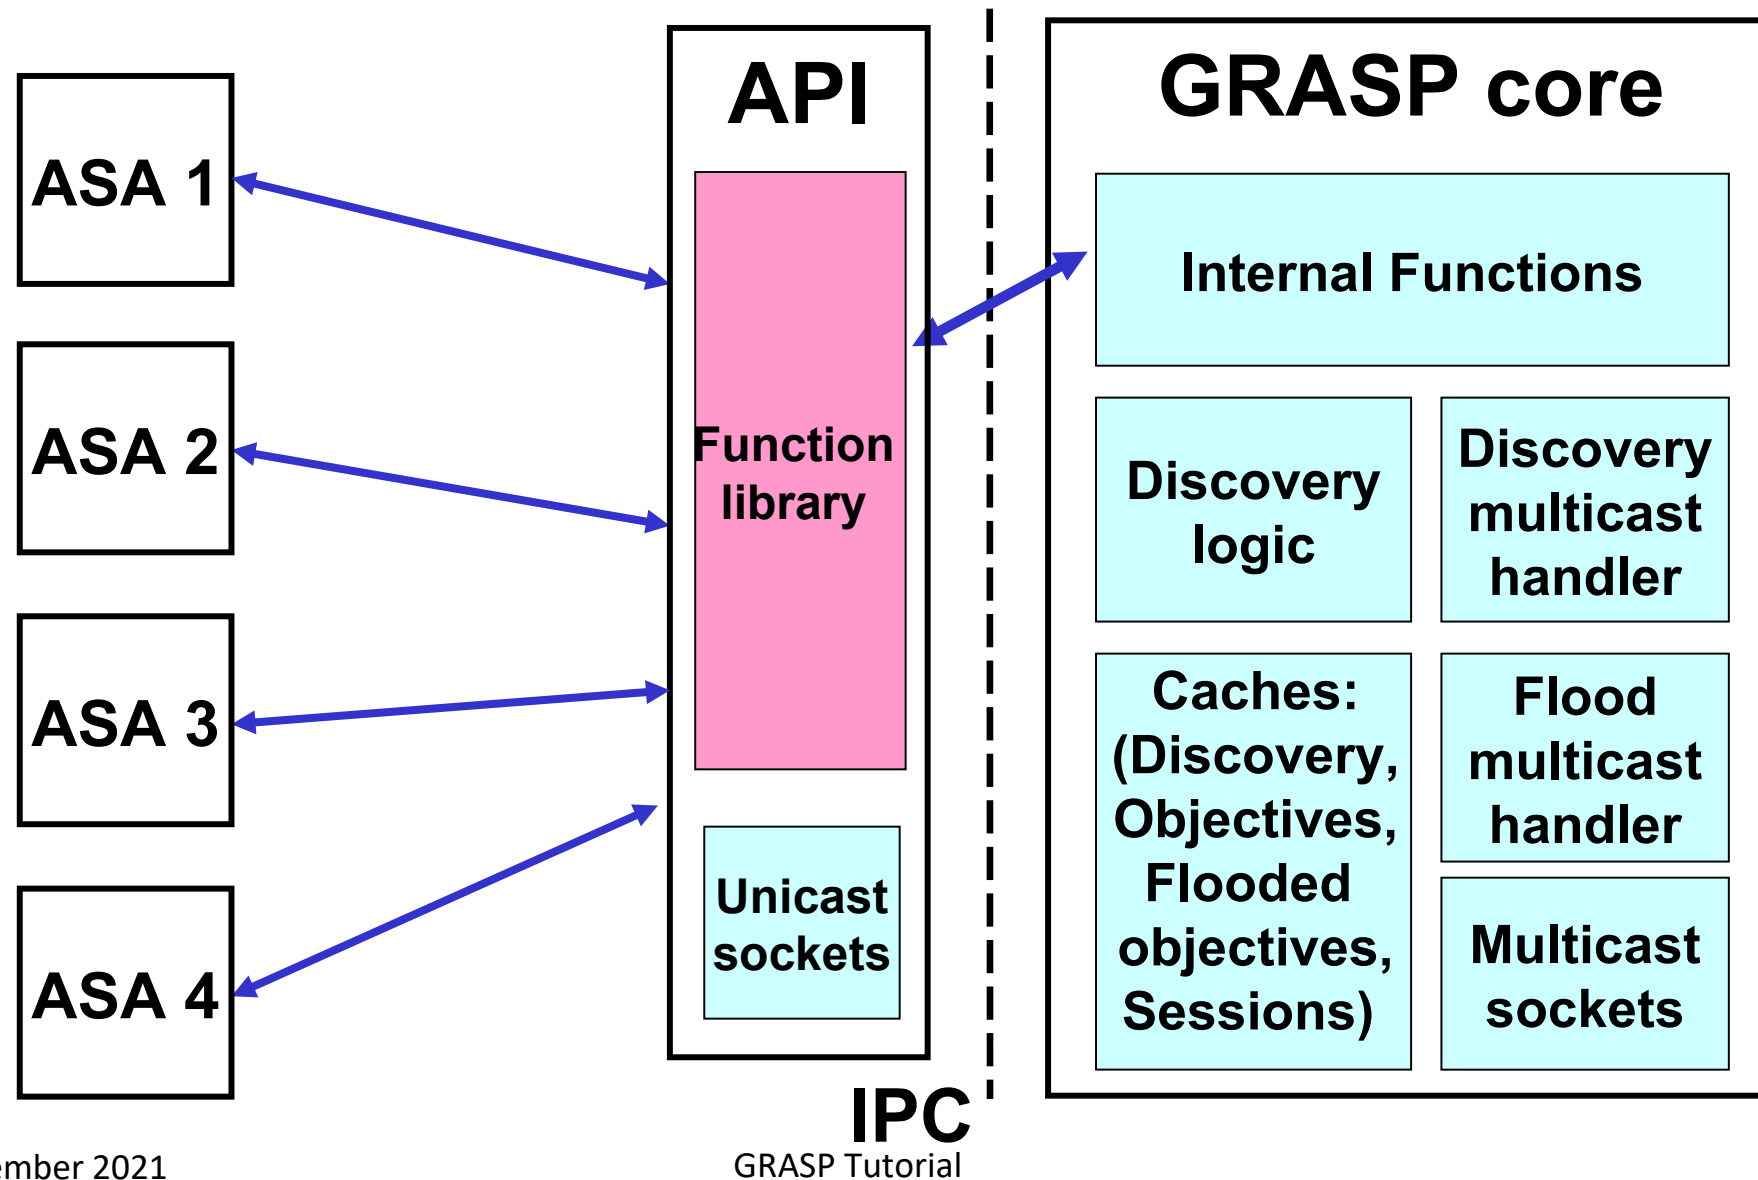 ASA 1
ASA 2
ASA 3
ASA 4
API
Function
library
Unicast
sockets
IPC
GRASP core
Internal Functions
Discovery
logic
Discovery
multicast
handler
Caches:
(Discovery,
Objectives,
Flooded
objectives,
Sessions)
Flood
multicast
handler
Multicast
sockets
2021
GRASP Tutorial